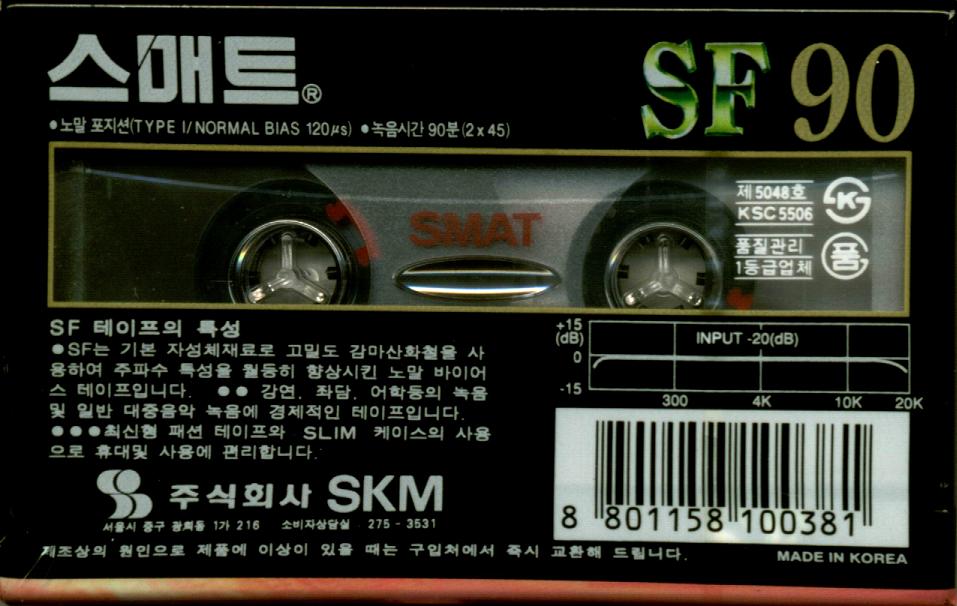 스매트®
SF 90
●노말 포지션(TYPE I/NORMAL BIAS 120µs) ●녹음시간 90분(2 x 45)
SMAT
제5048호
KSC5506
K
품질관리
1등급업체
품
SF 테이프의 특성
●SF는 기본 자성체재료로 고밀도 감마산화철을 사
용하여 주파수 특성을 월등히 향상시킨 노말 바이어
스 테이프입니다. ●● 강연, 좌담, 어학등의 녹음
및 일반 대중음악 녹음에 경제적인 테이프입니다.
●●●최신형 패션 테이프와 SLIM 케이스의 사용
으로 휴대및 사용에 편리합니다.
+15
(dB)
0
-15
INPUT -20(dB)
300 4K 10K 20K
주식회사 SKM
서울시 중구 광희동 1가 216 소비자상담실 275-3531
제조상의 원인으로 제품에 이상이 있을 때는 구입처에서 즉시 교환해 드립니다.
8 801158 100381
MADE IN KOREA